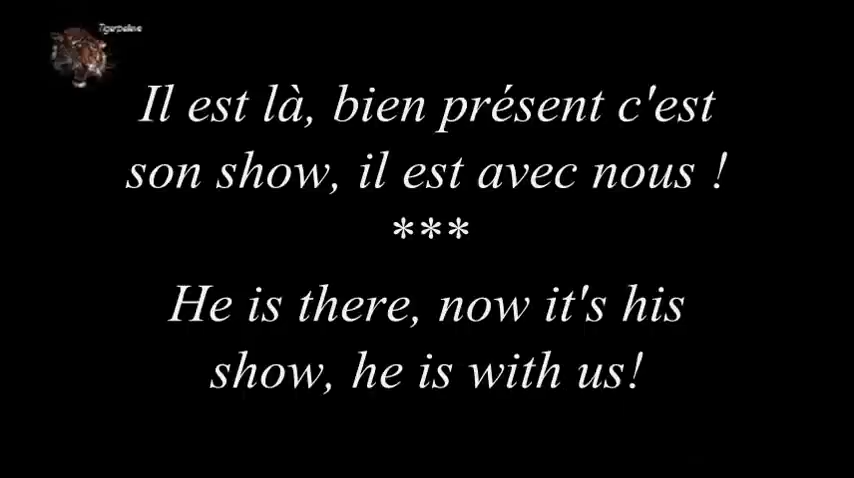 Tigerpalme
Il est là, bien présent c'est
son show, il est avec nous !
***
He is there, now it's his
show, he is with us!